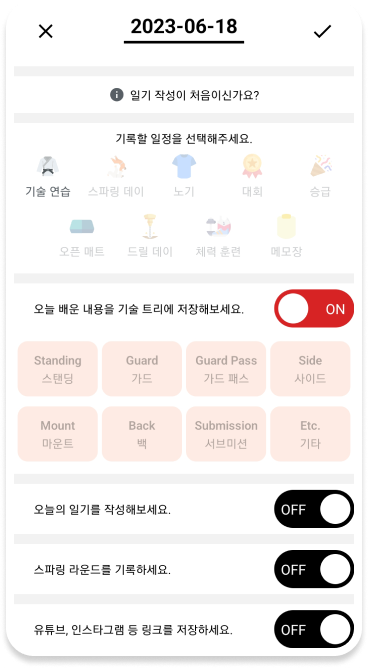 2023-06-18
일기 작성이 처음이신가요?
기록할 일정을 선택해주세요.
기술 연습 스파링 데이 노기 대회 승급
오픈 매트 드릴 데이 체력 훈련 메모장
오늘 배운 내용을 기술 트리에 저장해보세요. ON
Standing Guard Guard Pass Side
스탠딩 가드 가드 패스 사이드
Mount Back Submission Etc.
마운트 백 서브미션 기타
오늘의 일기를 작성해보세요. OFF
스파링 라운드를 기록하세요. OFF
유튜브, 인스타그램 등 링크를 저장하세요. OFF